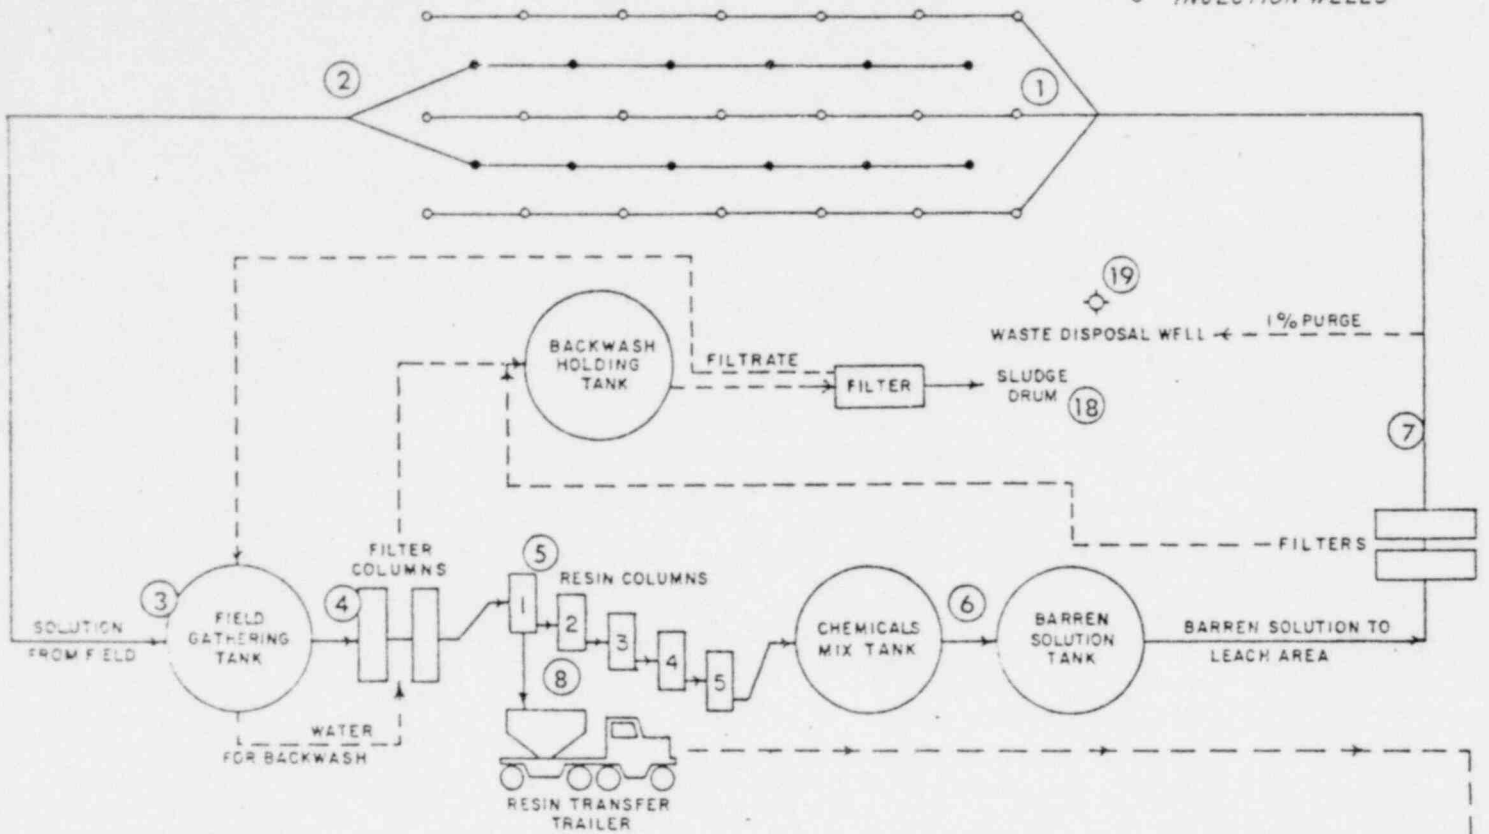 INJECTION WELLS
2
1
19
1% PURGE
WASTE DISPOSAL WELL
BACKWASH
HOLDING
TANK
FILTRATE
FILTER
SLUDGE
DRUM
18
7
FILTER
COLUMNS
5
RESIN COLUMNS
FILTERS
3
4
6
1
2
3
4
5
SOLUTION
FROM FIELD
FIELD
GATHERING
TANK
CHEMICALS
MIX TANK
BARREN
SOLUTION
TANK
BARREN SOLUTION TO
LEACH AREA
8
WATER
FOR BACKWASH
RESIN TRANSFER
TRAILER